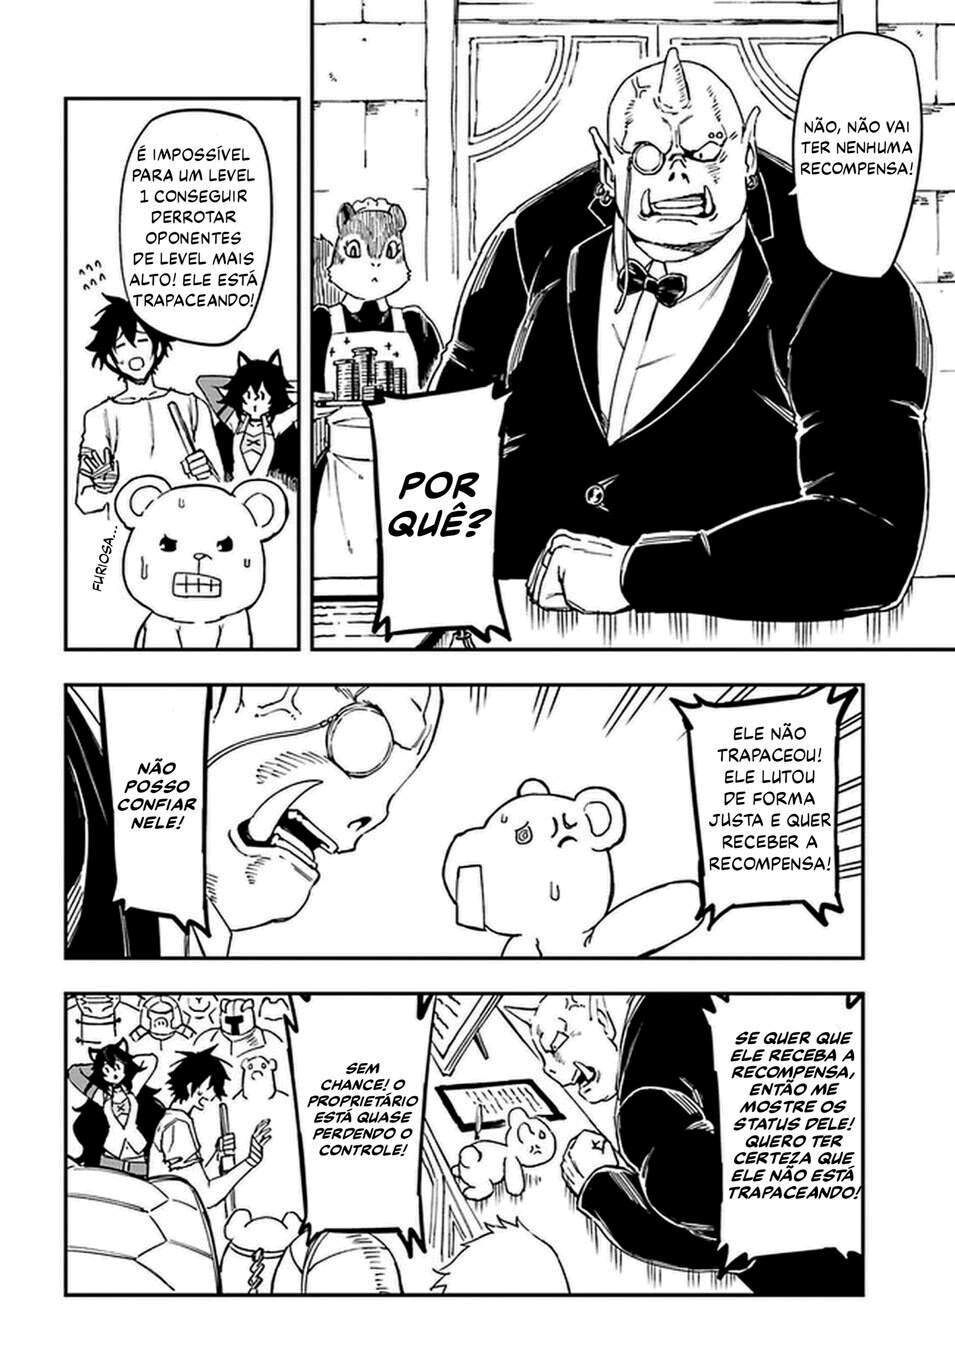 NÃO, NÃO VAI
TER NENHUMA
RECOMPENSA!
POR
QUÊ?
É IMPOSSÍVEL
PARA UM LEVEL
1 CONSEGUIR
DERROTAR
OPONENTES
DE LEVEL MAIS
ALTO! ELE ESTÁ
TRAPACEANDO!
FURIOSA...
ELE NÃO
TRAPACEOU!
ELE LUTOU
DE FORMA
JUSTA E QUER
RECEBER A
RECOMPENSA!
NÃO
POSSO
CONFIAR
NELE!
SE QUER QUE
ELE RECEBA A
RECOMPENSA,
ENTÃO ME
MOSTRE OS
STATUS DELE!
QUERO TER
CERTEZA QUE
ELE NÃO ESTÁ
TRAPACEANDO!
SEM
CHANCE! O
PROPRIETÁRIO
ESTÁ QUASE
PERDENDO O
CONTROLE!